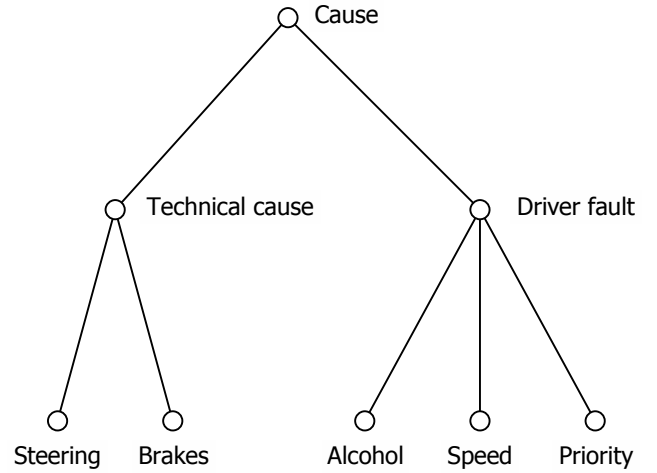 Cause
Technical cause
Driver fault
Steering
Brakes
Alcohol
Speed
Priority